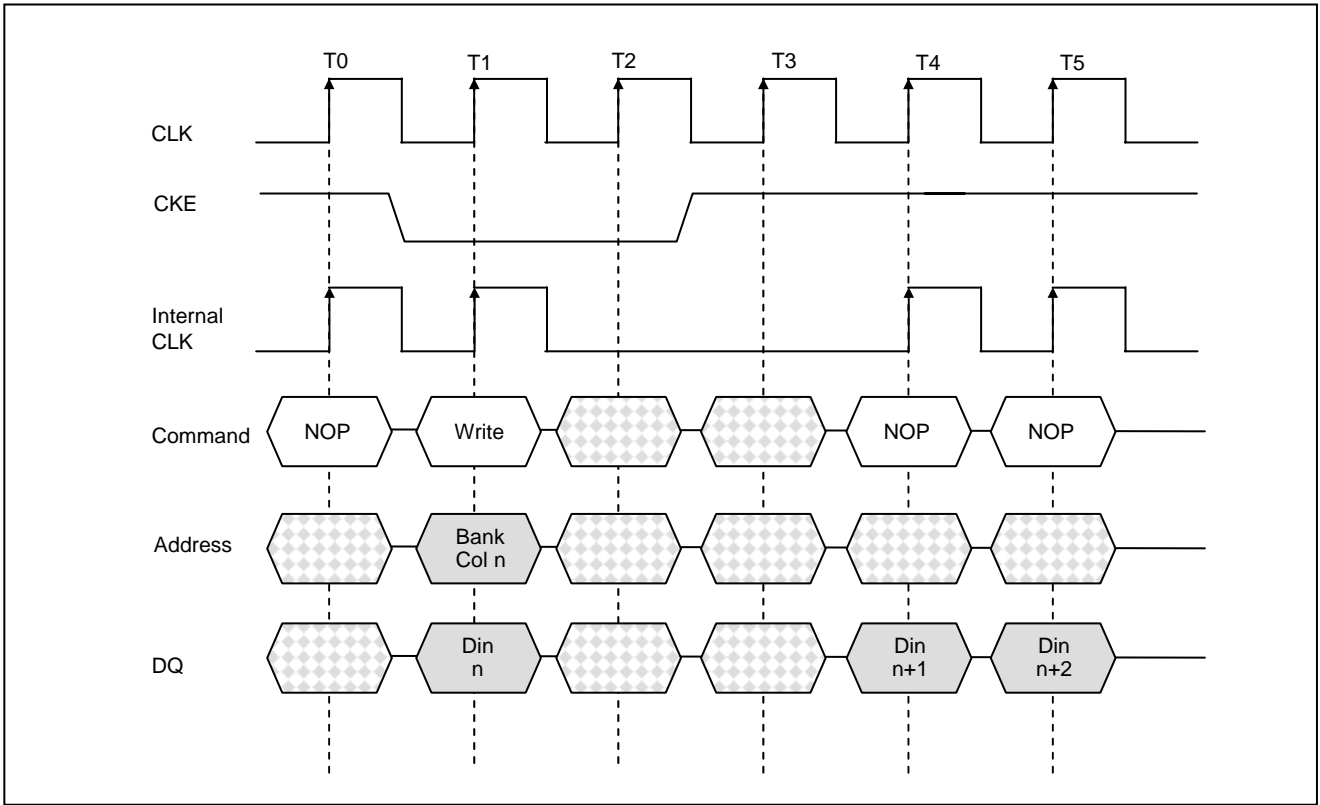 T0 T1 T2 T3 T4 T5
CLK
CKE
Internal
CLK
Command NOP Write NOP NOP
Address Bank
Col n
DQ Din
n
Din
n+1
Din
n+2